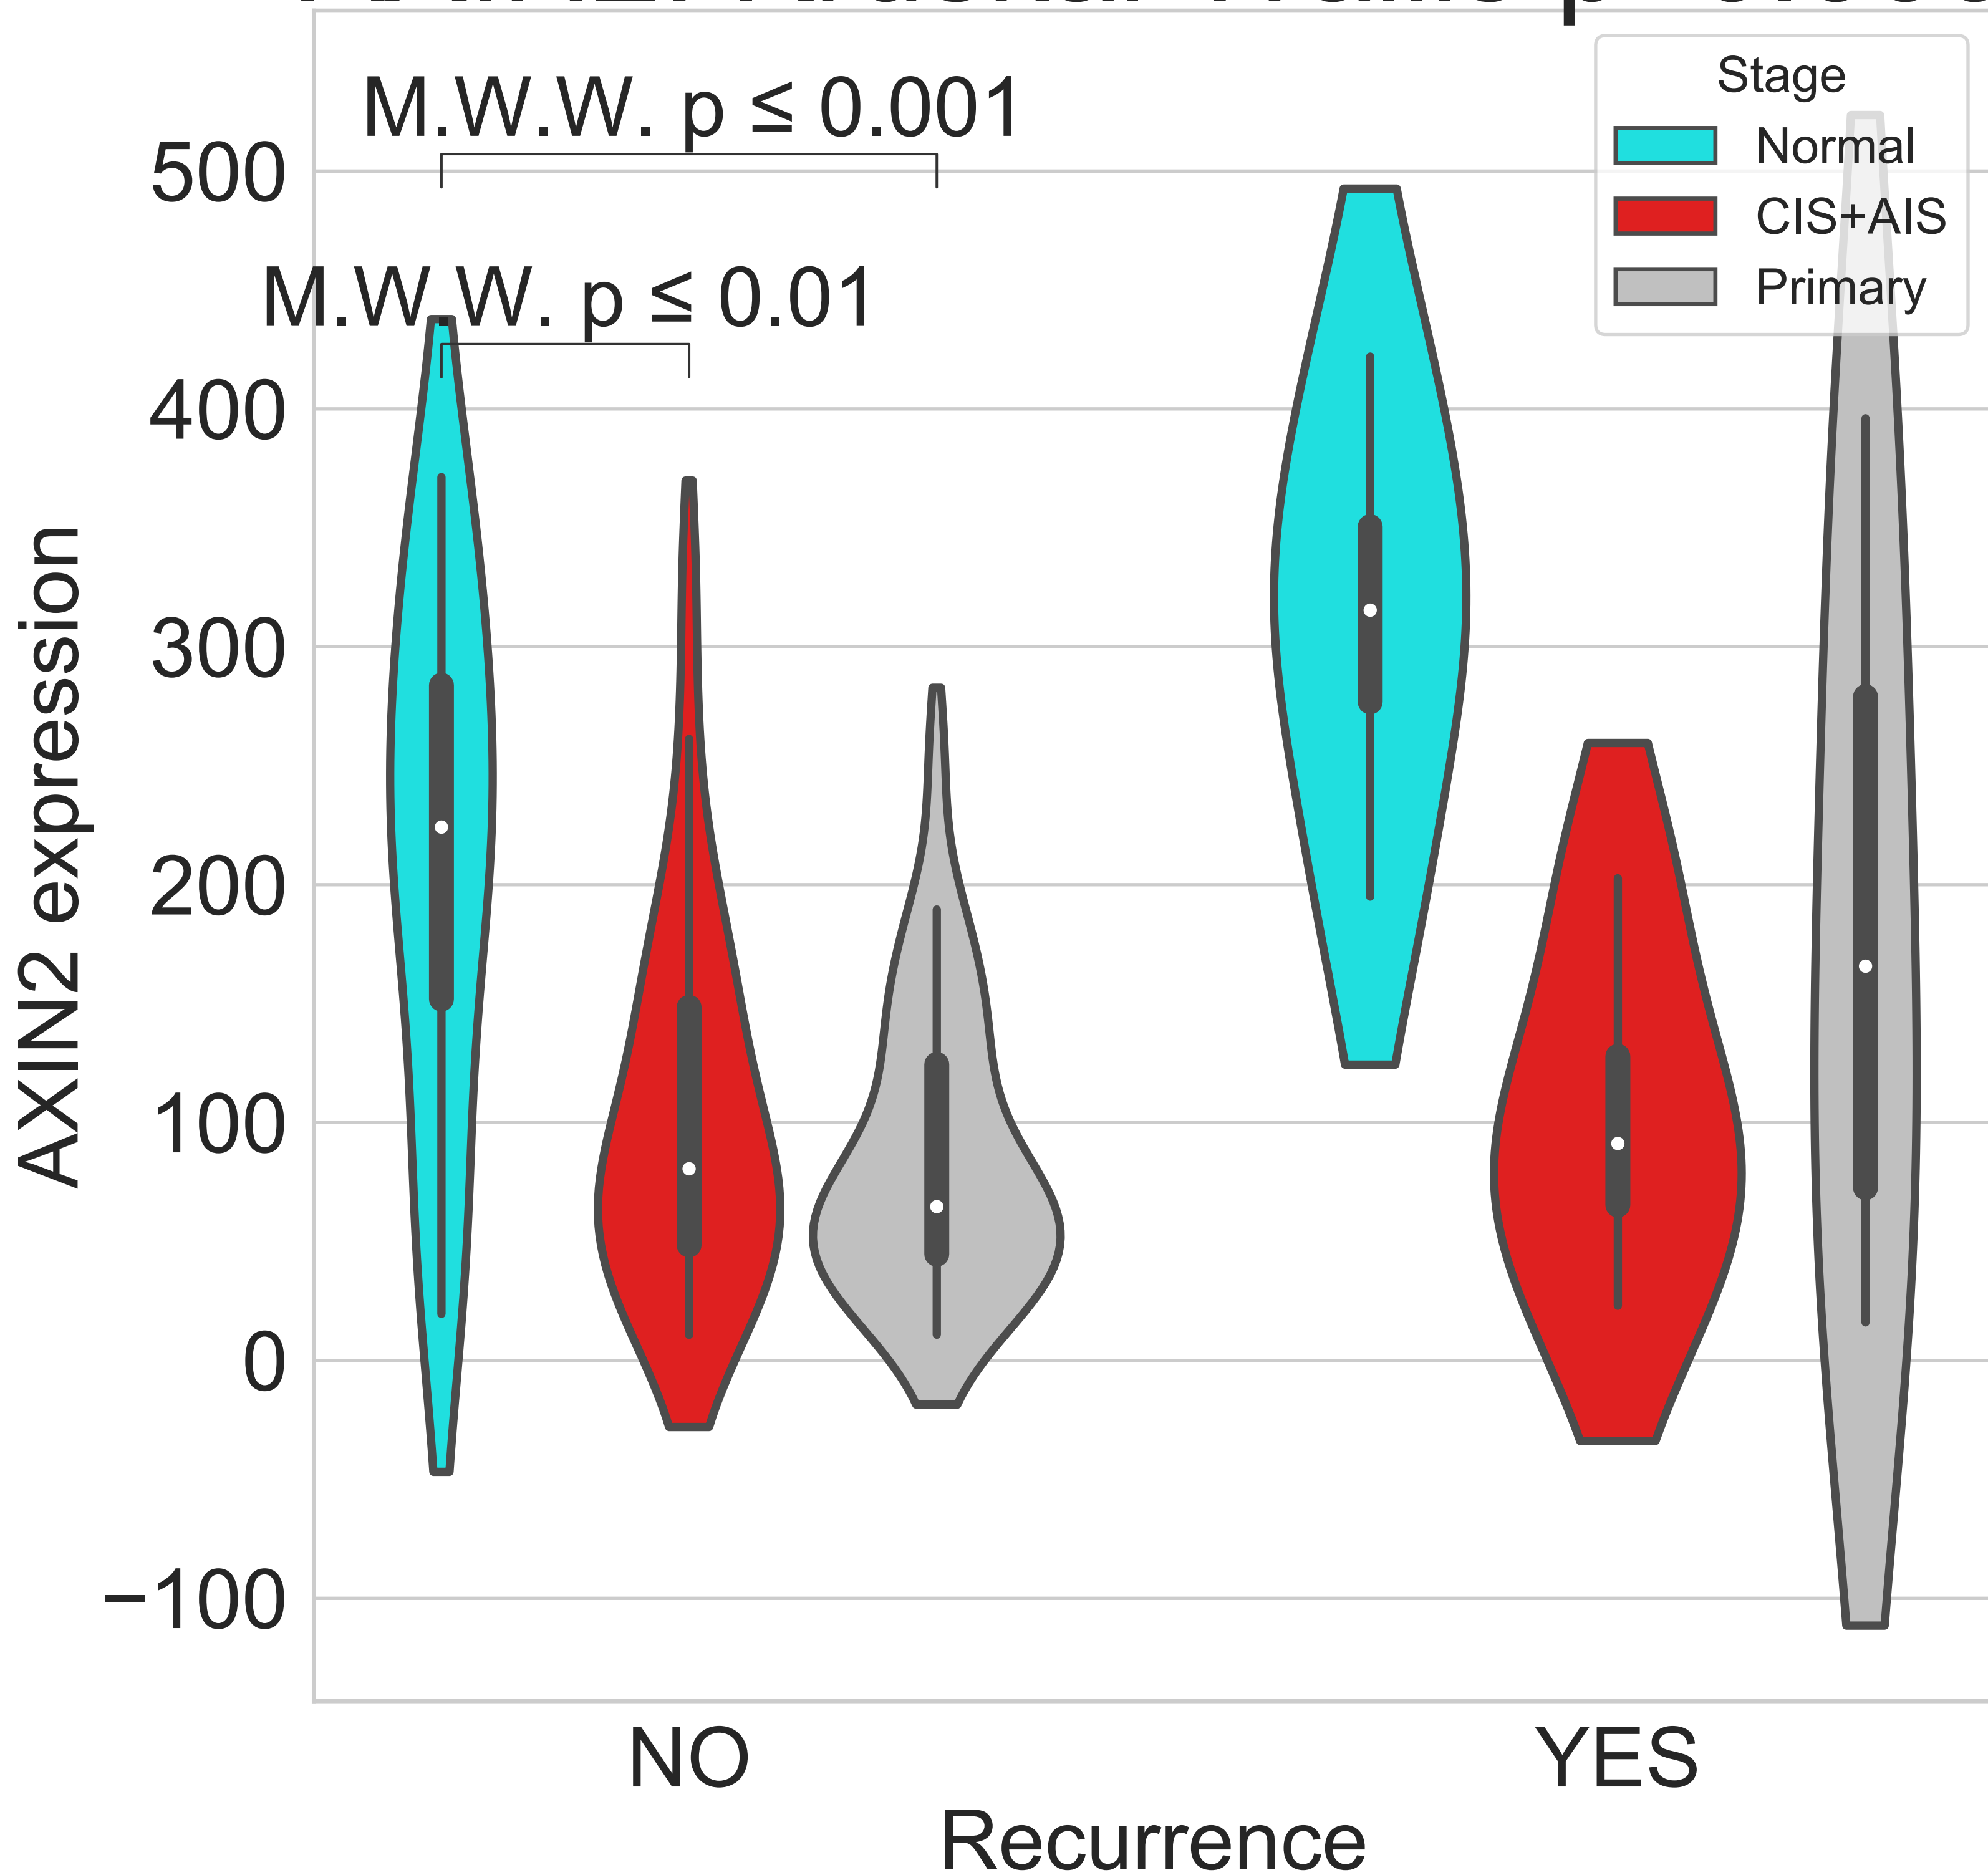 M.W.W. p ≤ 0.001
M.W.W. p ≤ 0.01
Stage
Normal
CIS+AIS
Primary
500
400
300
200
100
0
−100
AXIN2 expression
NO
YES
Recurrence